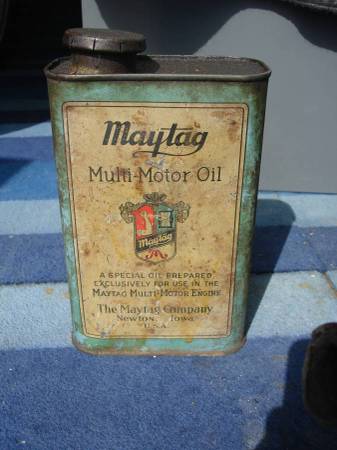 Maytag
Multi-Motor Oil
Maytag
A SPECIAL OIL PREPARED
EXCLUSIVELY FOR USE IN THE
MAYTAG MULTI-MOTOR ENGINE
The Maytag Company
Newton, Iowa
U.S.A.